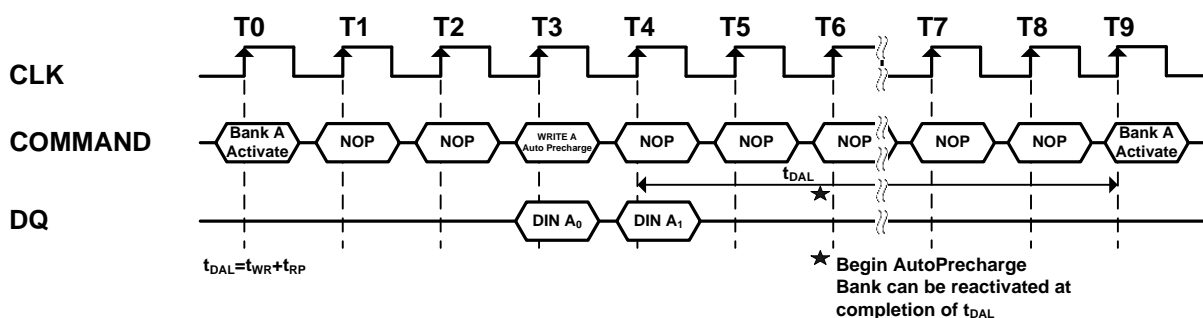 T0 T1 T2 T3 T4 T5 T6 T7 T8 T9
CLK
COMMAND
Bank A Activate
NOP
NOP
WRITE A Auto Precharge
NOP
NOP
NOP
NOP
NOP
Bank A Activate
tDAL
DQ
DIN A0
DIN A1
tDAL=tWR+tRP
★ Begin AutoPrecharge
Bank can be reactivated at
completion of tDAL